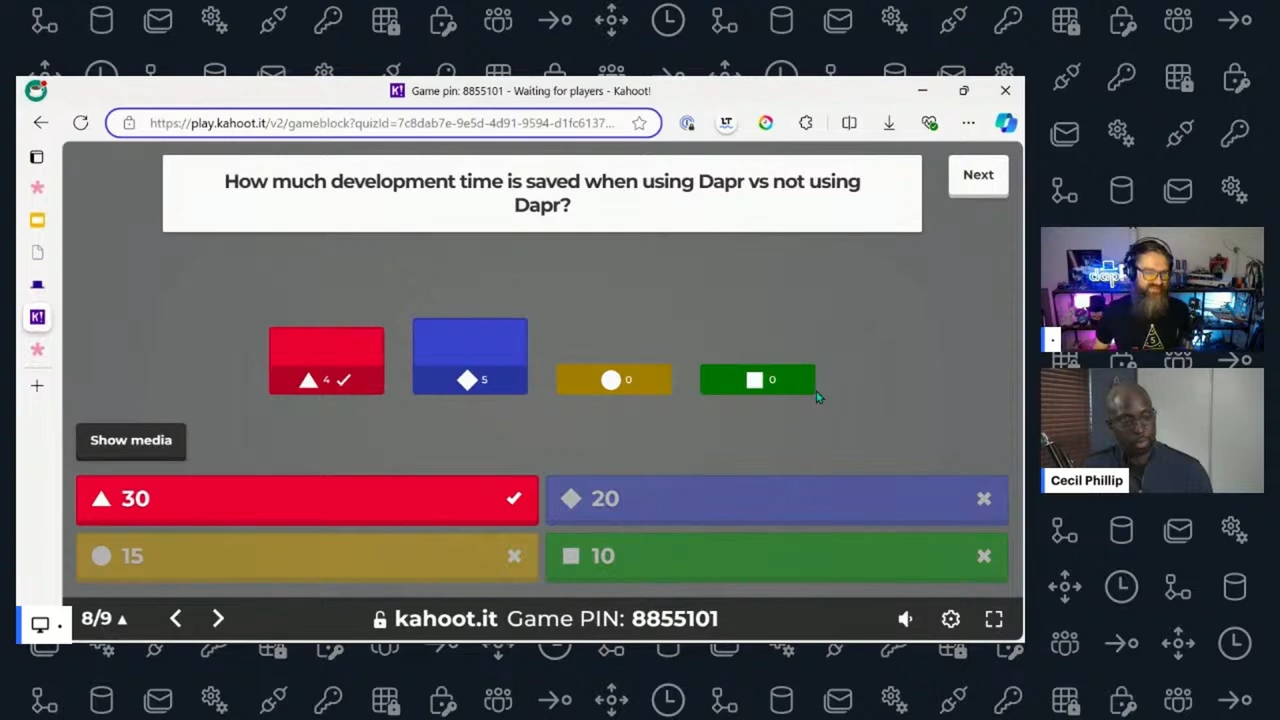 Game pin: 8855101 - Waiting for players - Kahoot!
https://play.kahoot.it/v2/gameblock?quizId=7c8dab7e-9e5d-4d91-9594-d1fc6137...
LT
How much development time is saved when using Dapr vs not using
Dapr?
Next
4
5
0
0
Show media
30
20
15
10
8/9
kahoot.it Game PIN: 8855101
K!
dapr
Cecil Phillip